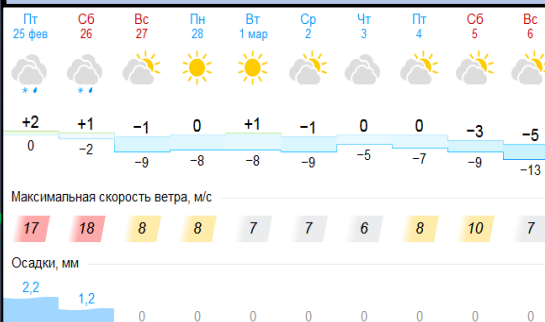 Пт Сб Вс Пн Вт Ср Чт Пт Сб Вс
25 фев 26 27 28 1 мар 2 3 4 5 6
+2 +1 −1 0 +1 −1 0 0 −3 −5
0 −2 −9 −8 −8 −9 −5 −7 −9 −13
Максимальная скорость ветра, м/с
17 18 8 8 7 7 6 8 10 7
Осадки, мм
2,2 1,2 0 0 0 0 0 0 0 0